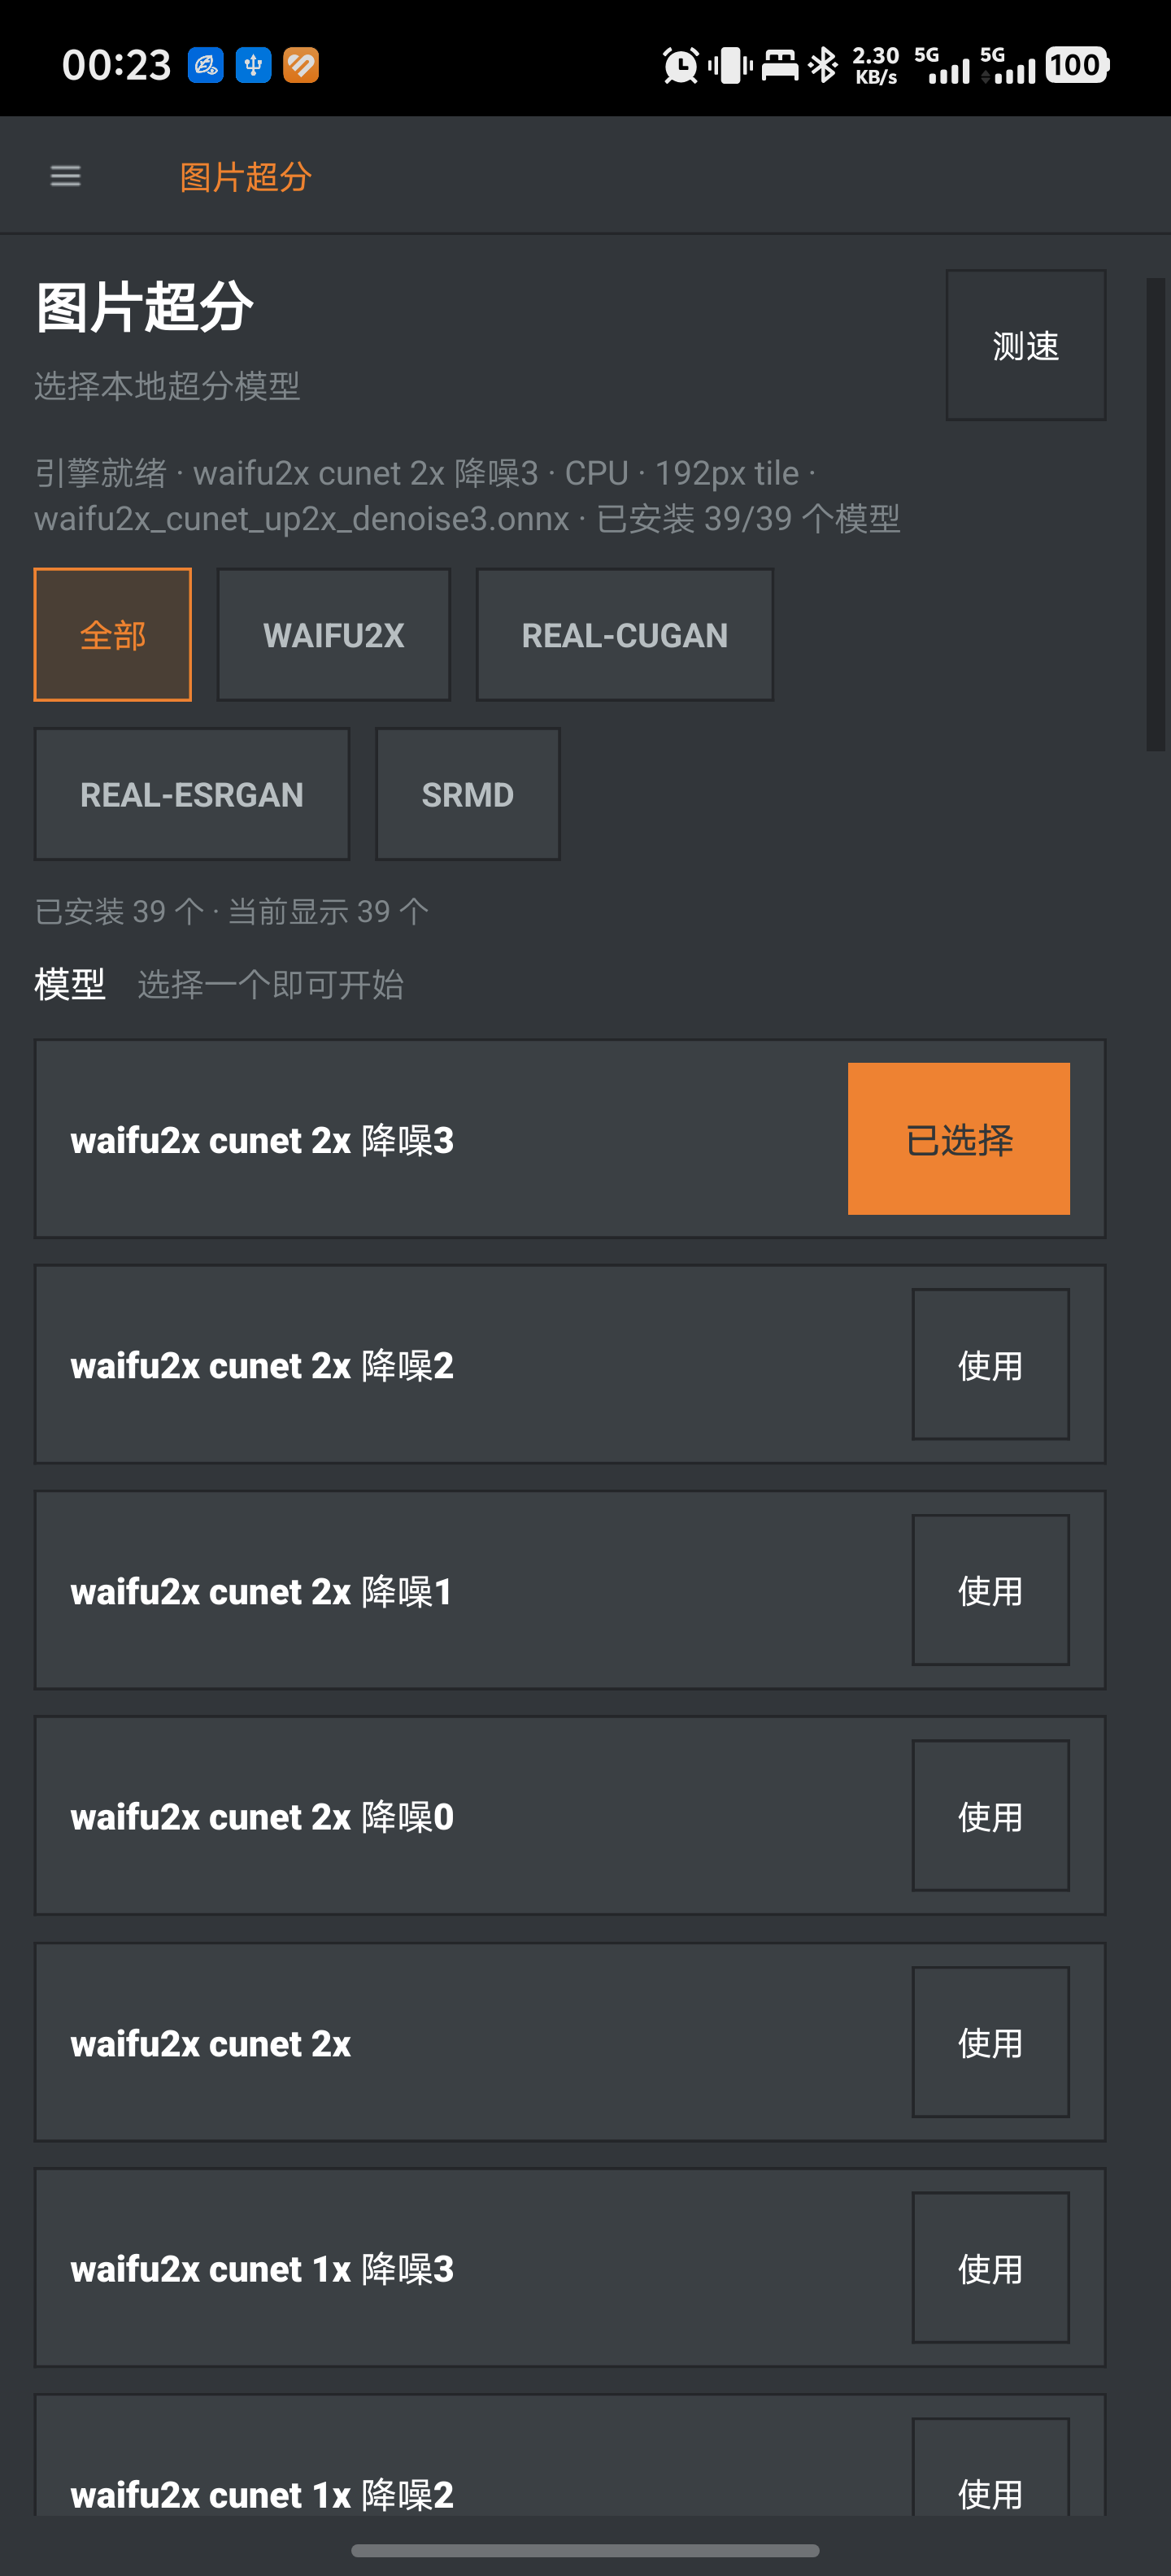 00:23 2.30 KB/s 5G 5G 100
图片超分
图片超分
测速
选择本地超分模型
引擎就绪 · waifu2x cunet 2x 降噪3 · CPU · 192px tile ·
waifu2x_cunet_up2x_denoise3.onnx · 已安装 39/39 个模型
全部 WAIFU2X REAL-CUGAN
REAL-ESRGAN SRMD
已安装 39 个 · 当前显示 39 个
模型 选择一个即可开始
waifu2x cunet 2x 降噪3 已选择
waifu2x cunet 2x 降噪2 使用
waifu2x cunet 2x 降噪1 使用
waifu2x cunet 2x 降噪0 使用
waifu2x cunet 2x 使用
waifu2x cunet 1x 降噪3 使用
waifu2x cunet 1x 降噪2 使用